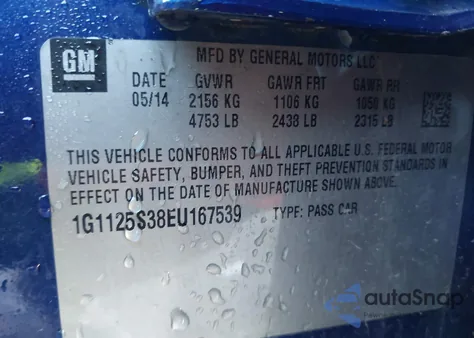 GM
MFD BY GENERAL MOTORS LLC
DATE GVWR GAWR FRT GAWR RR
05/14 2156 KG 1106 KG 1050 KG
4753 LB 2438 LB 2315 LB
THIS VEHICLE CONFORMS TO ALL APPLICABLE U.S. FEDERAL MOTOR
VEHICLE SAFETY, BUMPER, AND THEFT PREVENTION STANDARDS IN
EFFECT ON THE DATE OF MANUFACTURE SHOWN ABOVE.
1G1125S38EU167539 TYPE: PASS CAR
autoSnap